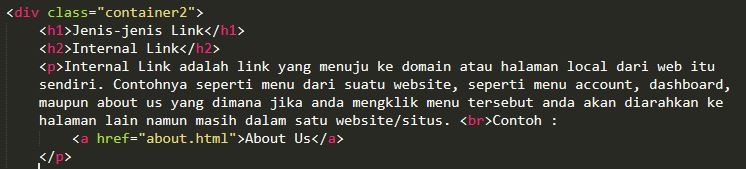 <div class="container2">
<h1>Jenis-jenis Link</h1>
<h2>Internal Link</h2>
<p>Internal Link adalah link yang menuju ke domain atau halaman local dari web itu
sendiri. Contohnya seperti menu dari suatu website, seperti menu account, dashboard,
maupun about us yang dimana jika anda mengklik menu tersebut anda akan diarahkan ke
halaman lain namun masih dalam satu website/situs. <br>Contoh :
<a href="about.html">About Us</a>
</p>